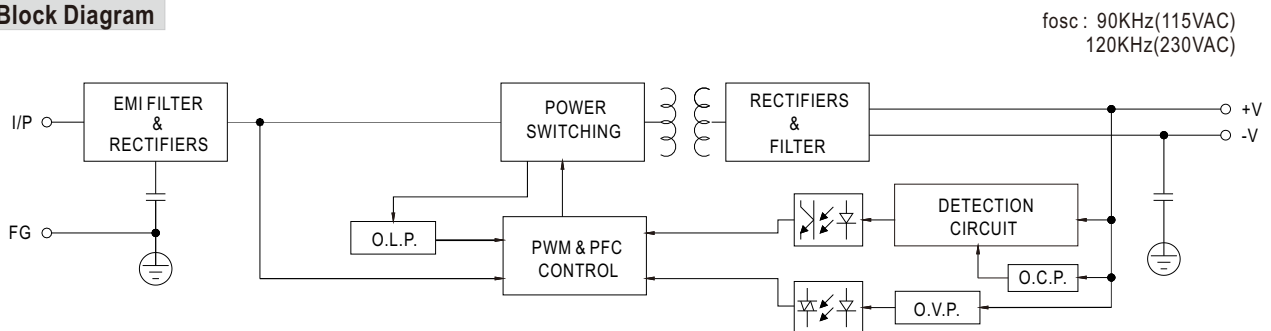 Block Diagram
fosc : 90KHz(115VAC)
120KHz(230VAC)
I/P
EMI FILTER
&
RECTIFIERS
POWER
SWITCHING
RECTIFIERS
&
FILTER
+V
-V
FG
O.L.P.
PWM & PFC
CONTROL
DETECTION
CIRCUIT
O.C.P.
O.V.P.